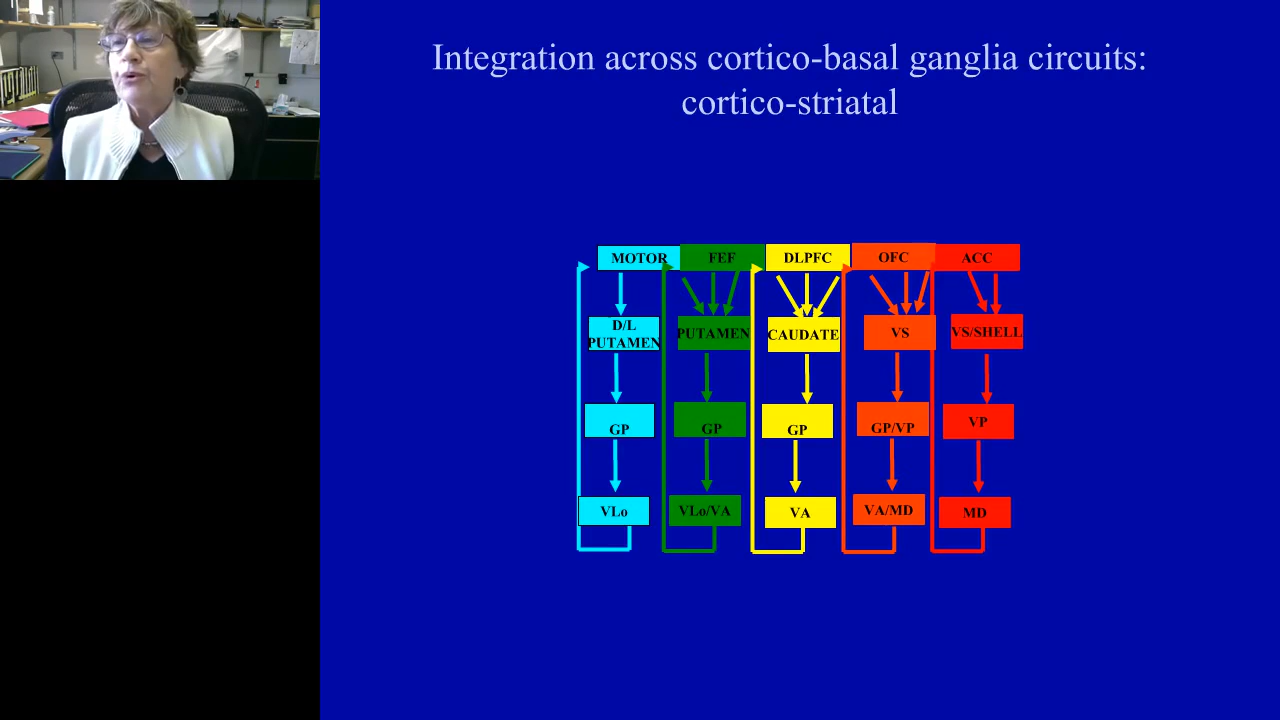 Integration across cortico-basal ganglia circuits:
cortico-striatal
MOTOR FEF DLPFC OFC ACC
D/L
PUTAMEN PUTAMEN CAUDATE VS VS/SHELL
GP GP GP GP/VP VP
VLo VLo/VA VA VA/MD MD